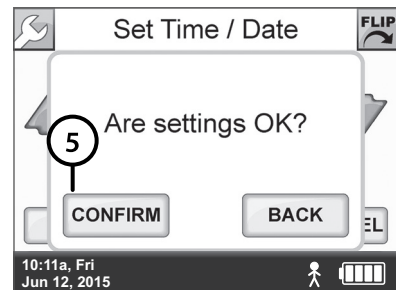 Set Time / Date
FLIP
Are settings OK?
5
CONFIRM
BACK
EL
10:11a, Fri
Jun 12, 2015